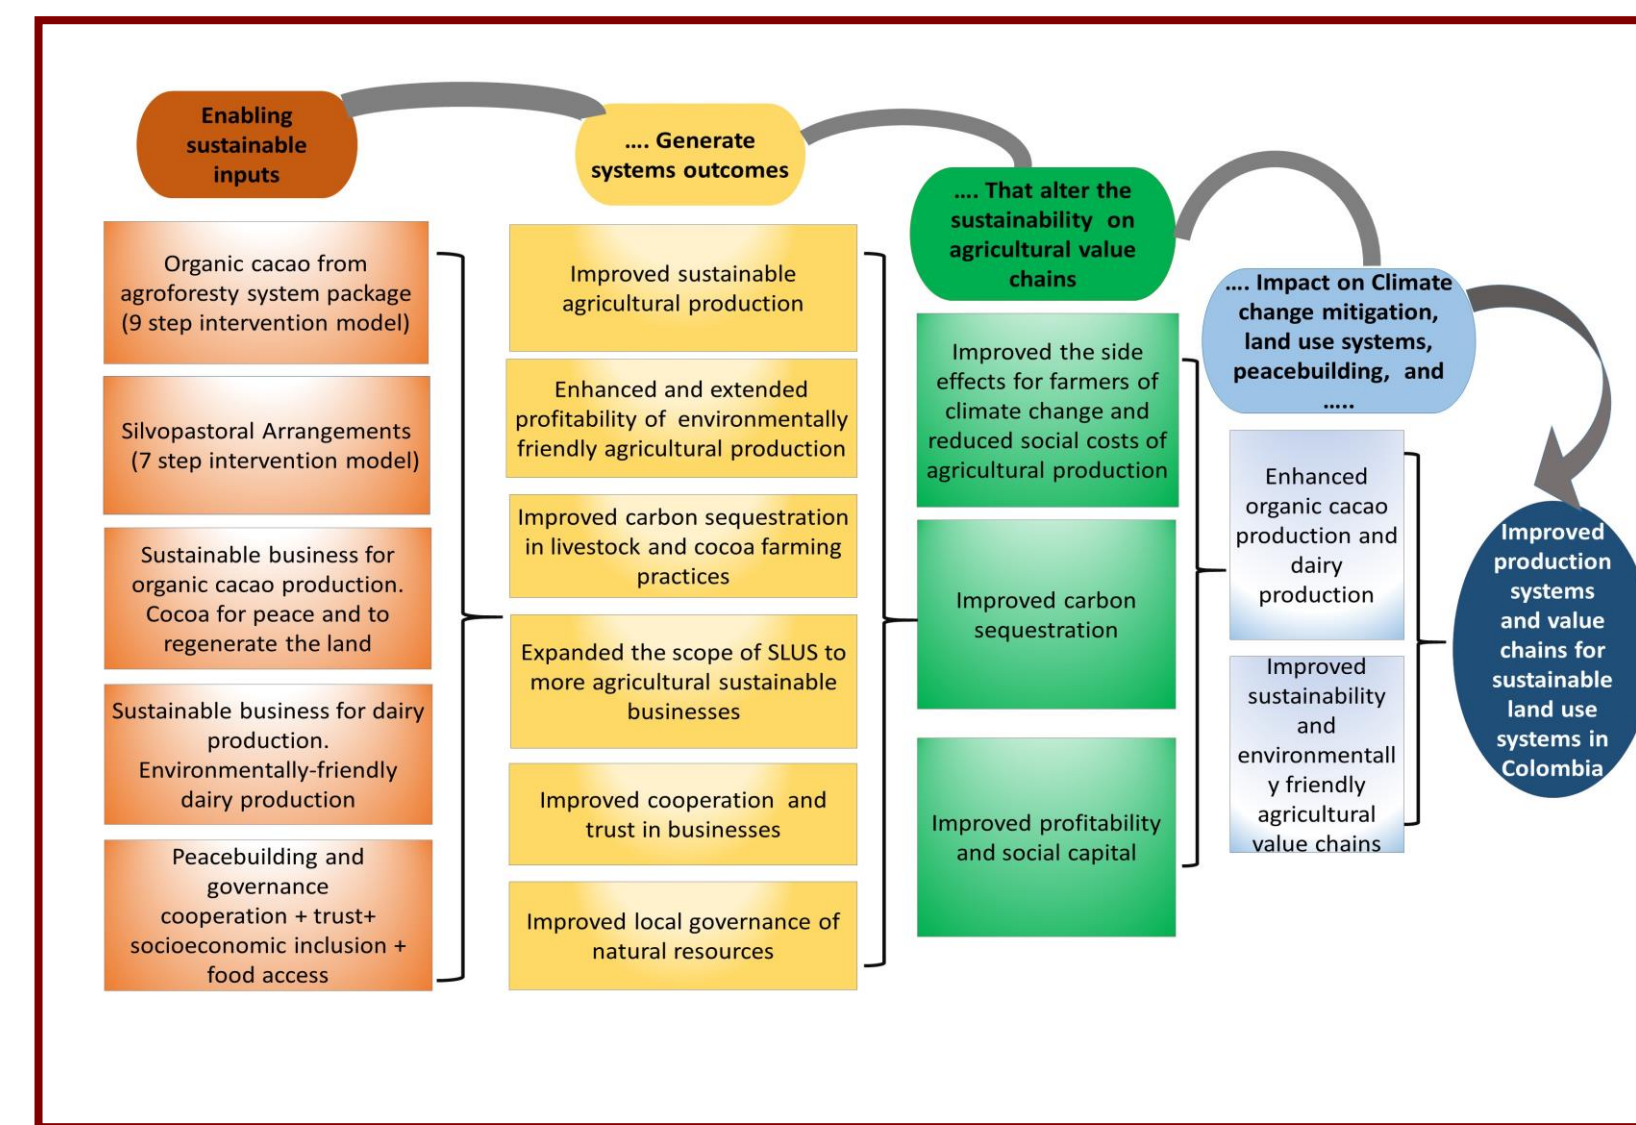 Enabling
sustainable
inputs
Organic cacao from
agroforesty system package
(9 step intervention model)
Silvopastoral Arrangements
(7 step intervention model)
Sustainable business for
organic cacao production.
Cocoa for peace and to
regenerate the land
Sustainable business for dairy
production.
Environmentally-friendly
dairy production
Peacebuilding and
governance
cooperation + trust+
socioeconomic inclusion +
food access
.... Generate
systems outcomes
Improved sustainable
agricultural production
Enhanced and extended
profitability of environmentally
friendly agricultural production
Improved carbon sequestration
in livestock and cocoa farming
practices
Expanded the scope of SLUS to
more agricultural sustainable
businesses
Improved cooperation and
trust in businesses
Improved local governance of
natural resources
.... That alter the
sustainability on
agricultural value
chains
Improved the side
effects for farmers of
climate change and
reduced social costs of
agricultural production
Improved carbon
sequestration
Improved profitability
and social capital
.... Impact on Climate
change mitigation,
land use systems,
peacebuilding, and
.....
Enhanced
organic cacao
production and
dairy
production
Improved
sustainability
and
environmentall
y friendly
agricultural
value chains
Improved
production
systems
and value
chains for
sustainable
land use
systems in
Colombia